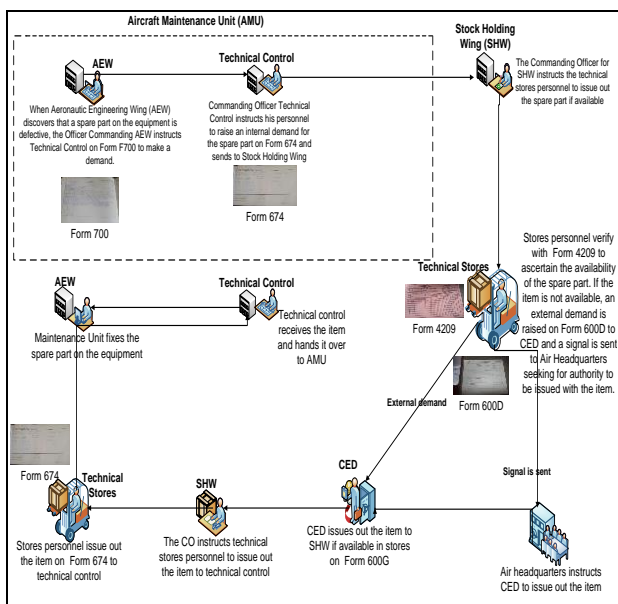 Aircraft Maintenance Unit (AMU)
AEW
When Aeronautic Engineering Wing (AEW)
discovers that a spare part on the equipment is
defective, the Officer Commanding AEW instructs
Technical Control on Form F700 to make a
demand.
Form 700
Technical Control
Commanding Officer Technical
Control instructs his personnel
to raise an internal demand for
the spare part on Form 674 and
sends to Stock Holding Wing
Form 674
Stock Holding
Wing (SHW)
The Commanding Officer for
SHW instructs the technical
stores personnel to issue out
the spare part if available
Technical Stores
Form 4209
Form 600D
Stores personnel verify
with Form 4209 to
ascertain the availability
of the spare part. If the
item is not available, an
external demand is
raised on Form 600D to
CED and a signal is sent
to Air Headquarters
seeking for authority to
be issued with the item.
AEW
Maintenance Unit fixes the
spare part on the equipment
Technical Control
Technical control
receives the item
and hands it over
to AMU
External demand
Signal is sent
Form 674
Technical
Stores
Stores personnel issue out
the item on Form 674 to
technical control
SHW
The CO instructs technical
stores personnel to issue out
the item to technical control
CED
CED issues out the item to
SHW if available in stores
on Form 600G
Air headquarters instructs
CED to issue out the item